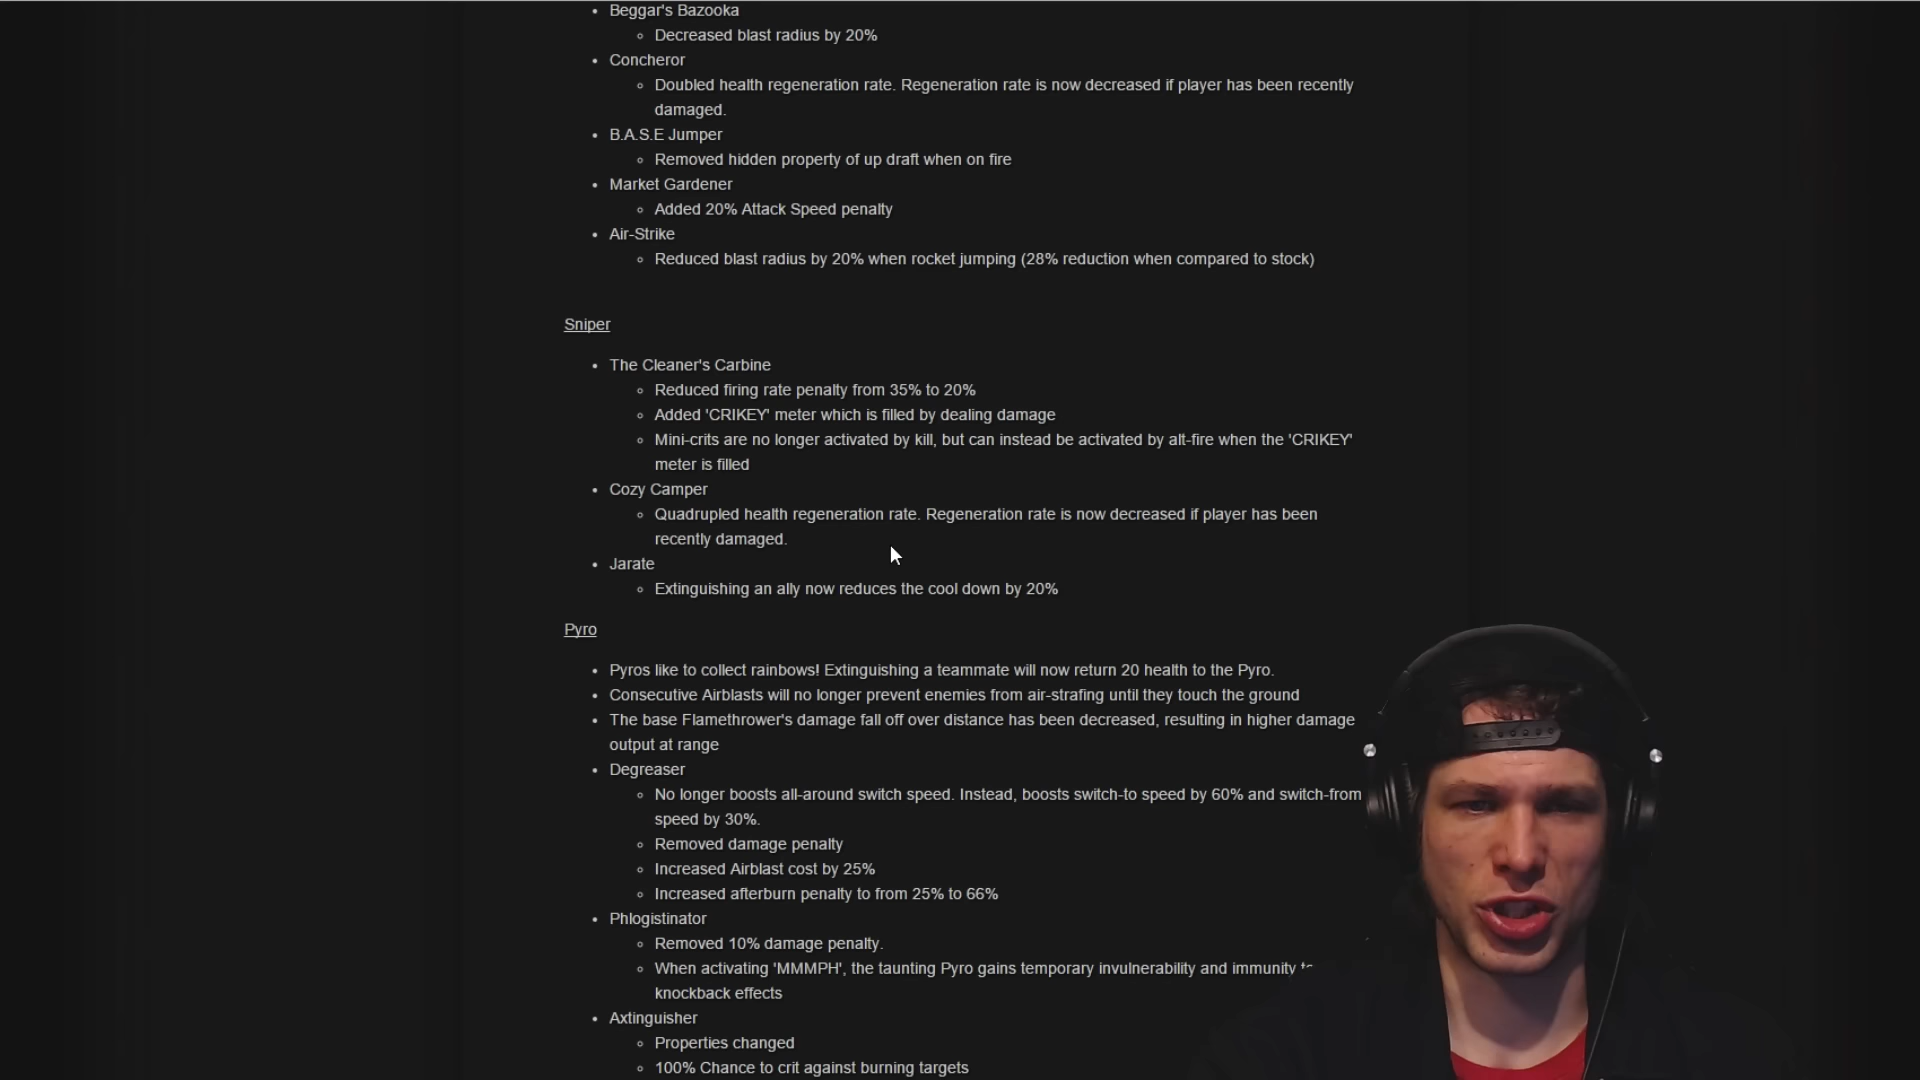 Beggar's Bazooka
Decreased blast radius by 20%
Concheror
Doubled health regeneration rate. Regeneration rate is now decreased if player has been recently
damaged.
B.A.S.E Jumper
Removed hidden property of up draft when on fire
Market Gardener
Added 20% Attack Speed penalty
Air-Strike
Reduced blast radius by 20% when rocket jumping (28% reduction when compared to stock)
Sniper
The Cleaner's Carbine
Reduced firing rate penalty from 35% to 20%
Added 'CRIKEY' meter which is filled by dealing damage
Mini-crits are no longer activated by kill, but can instead be activated by alt-fire when the 'CRIKEY'
meter is filled
Cozy Camper
Quadrupled health regeneration rate. Regeneration rate is now decreased if player has been
recently damaged.
Jarate
Extinguishing an ally now reduces the cool down by 20%
Pyro
Pyros like to collect rainbows! Extinguishing a teammate will now return 20 health to the Pyro.
Consecutive Airblasts will no longer prevent enemies from air-strafing until they touch the ground
The base Flamethrower's damage fall off over distance has been decreased, resulting in higher damage
output at range
Degreaser
No longer boosts all-around switch speed. Instead, boosts switch-to speed by 60% and switch-from
speed by 30%.
Removed damage penalty
Increased Airblast cost by 25%
Increased afterburn penalty to from 25% to 66%
Phlogistinator
Removed 10% damage penalty.
When activating 'MMMPH', the taunting Pyro gains temporary invulnerability and immunity
knockback effects
Axtinguisher
Properties changed
100% Chance to crit against burning targets